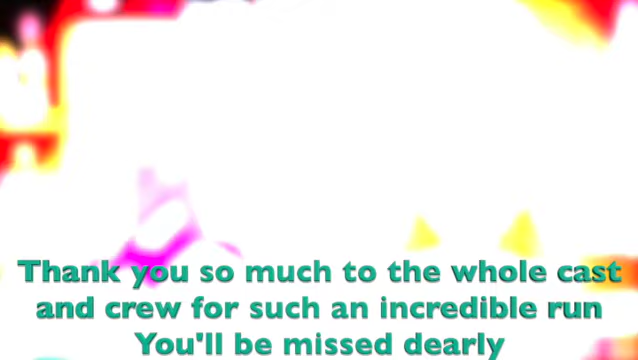 Thank you so much to the whole cast
and crew for such an incredible run
You'll be missed dearly